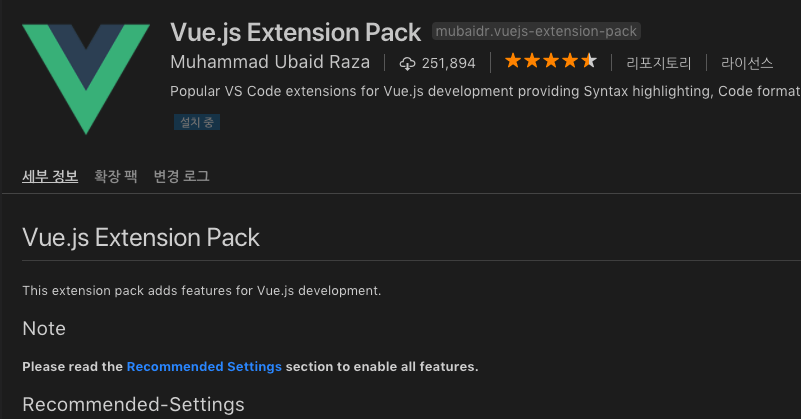 Vue.js Extension Pack mubaidr.vuejs-extension-pack
Muhammad Ubaid Raza 251,894 리포지토리 라이선스
Popular VS Code extensions for Vue.js development providing Syntax highlighting, Code format
설치 중
세부 정보 확장 팩 변경 로그
Vue.js Extension Pack
This extension pack adds features for Vue.js development.
Note
Please read the Recommended Settings section to enable all features.
Recommended-Settings